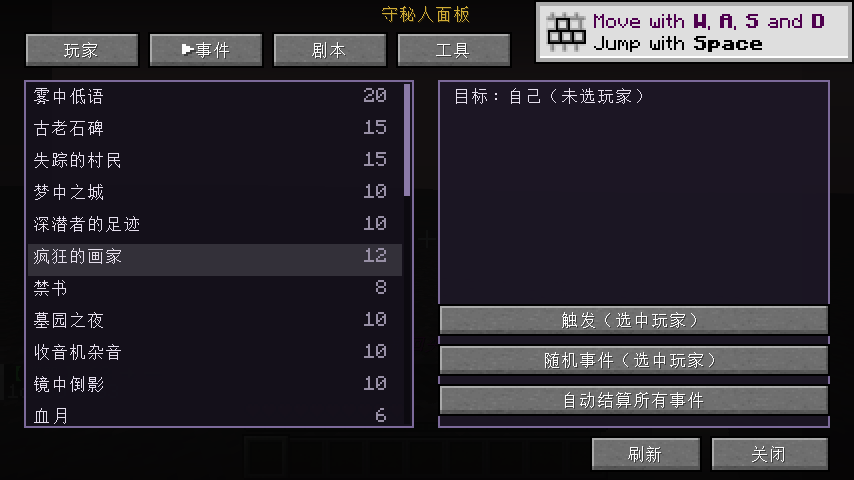 守秘人面板
Move with W, A, S and D
Jump with Space
玩家
事件
剧本
工具
雾中低语 20
古老石碑 15
失踪的村民 15
梦中之城 10
深潜者的足迹 10
疯狂的画家 12
禁书 8
墓园之夜 10
收音机杂音 10
镜中倒影 10
血月 6
目标：自己（未选玩家）
触发（选中玩家）
随机事件（选中玩家）
自动结算所有事件
刷新
关闭